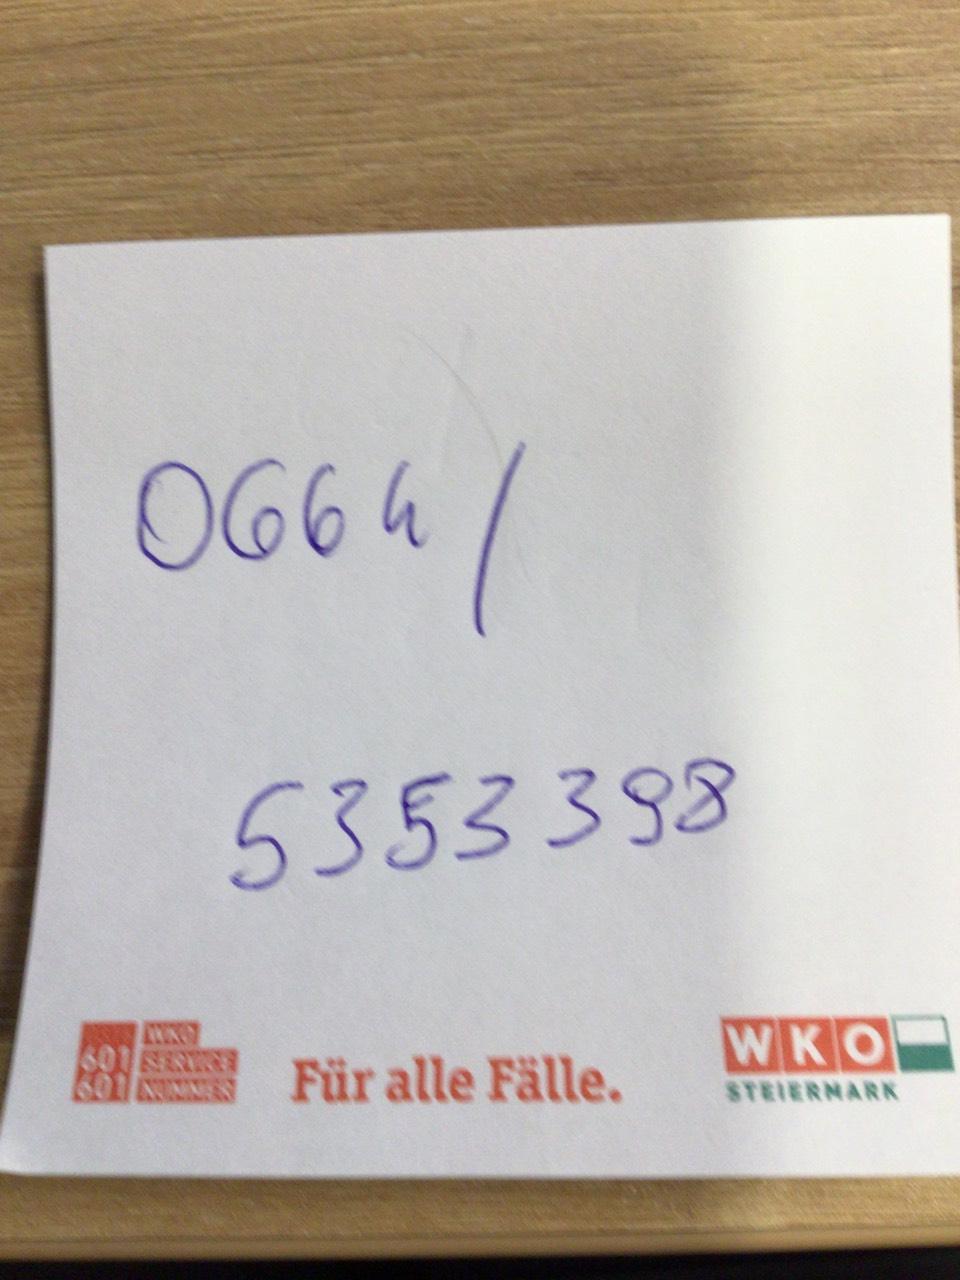 0664/
5353398
601 601 WKO SERVICE NUMMER
Für alle Fälle.
WKO
STEIERMARK